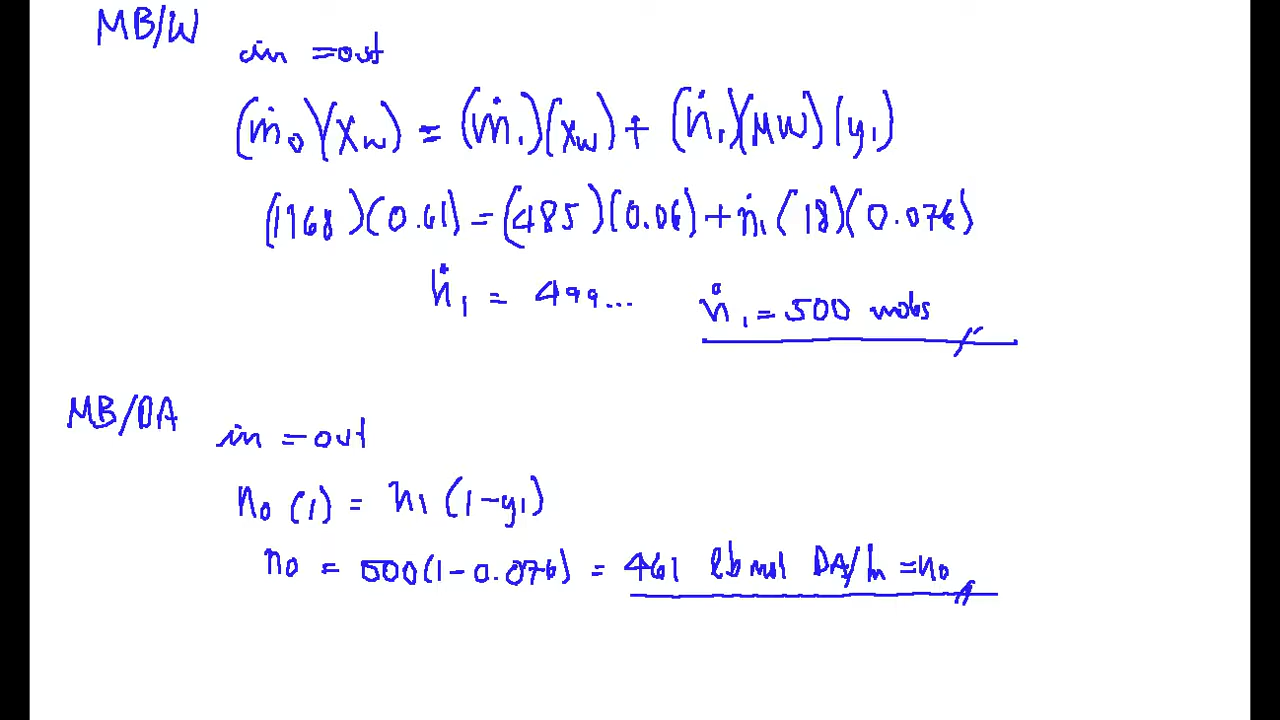 MB/W
in = out
(ṁ₀)(Xw) = (ṁ₁)(xw) + (ṅ₁)(MW)(y₁)
(1168)(0.61) = (485)(0.06) + ṅ₁(18)(0.076)
ṅ₁ = 499... ṅ₁ = 500 mols
MB/DA
in = out
n₀ (1) = n₁ (1-y₁)
n₀ = 500(1-0.076) = 461 lbmol DA/h = n₀